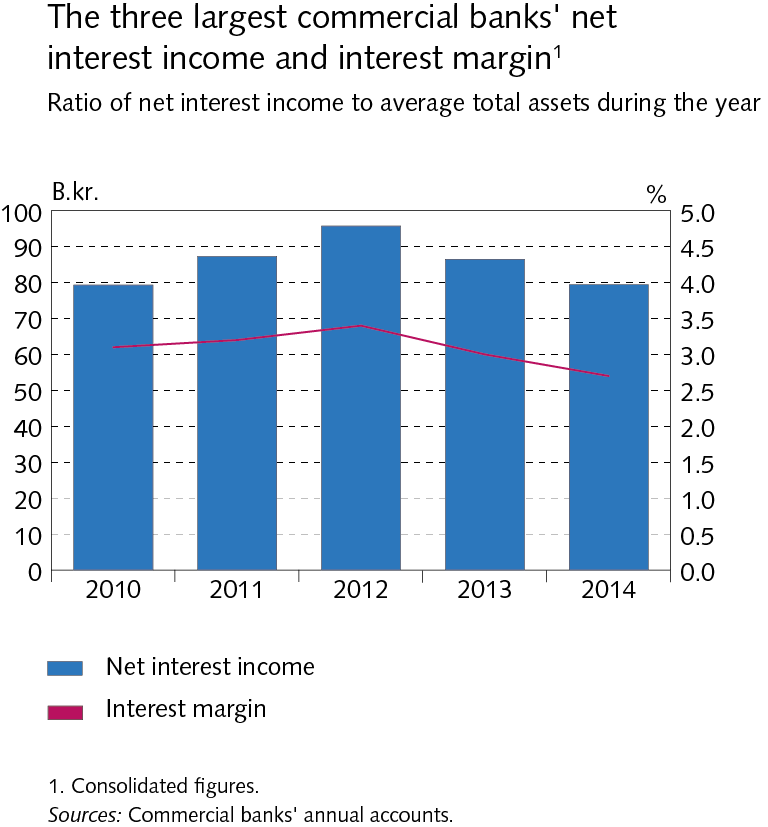 The three largest commercial banks' net
interest income and interest margin¹
Ratio of net interest income to average total assets during the year
B.kr.
%
100 5.0
90 4.5
80 4.0
70 3.5
60 3.0
50 2.5
40 2.0
30 1.5
20 1.0
10 0.5
0 0.0
2010 2011 2012 2013 2014
Net interest income
Interest margin
1. Consolidated figures.
Sources: Commercial banks' annual accounts.